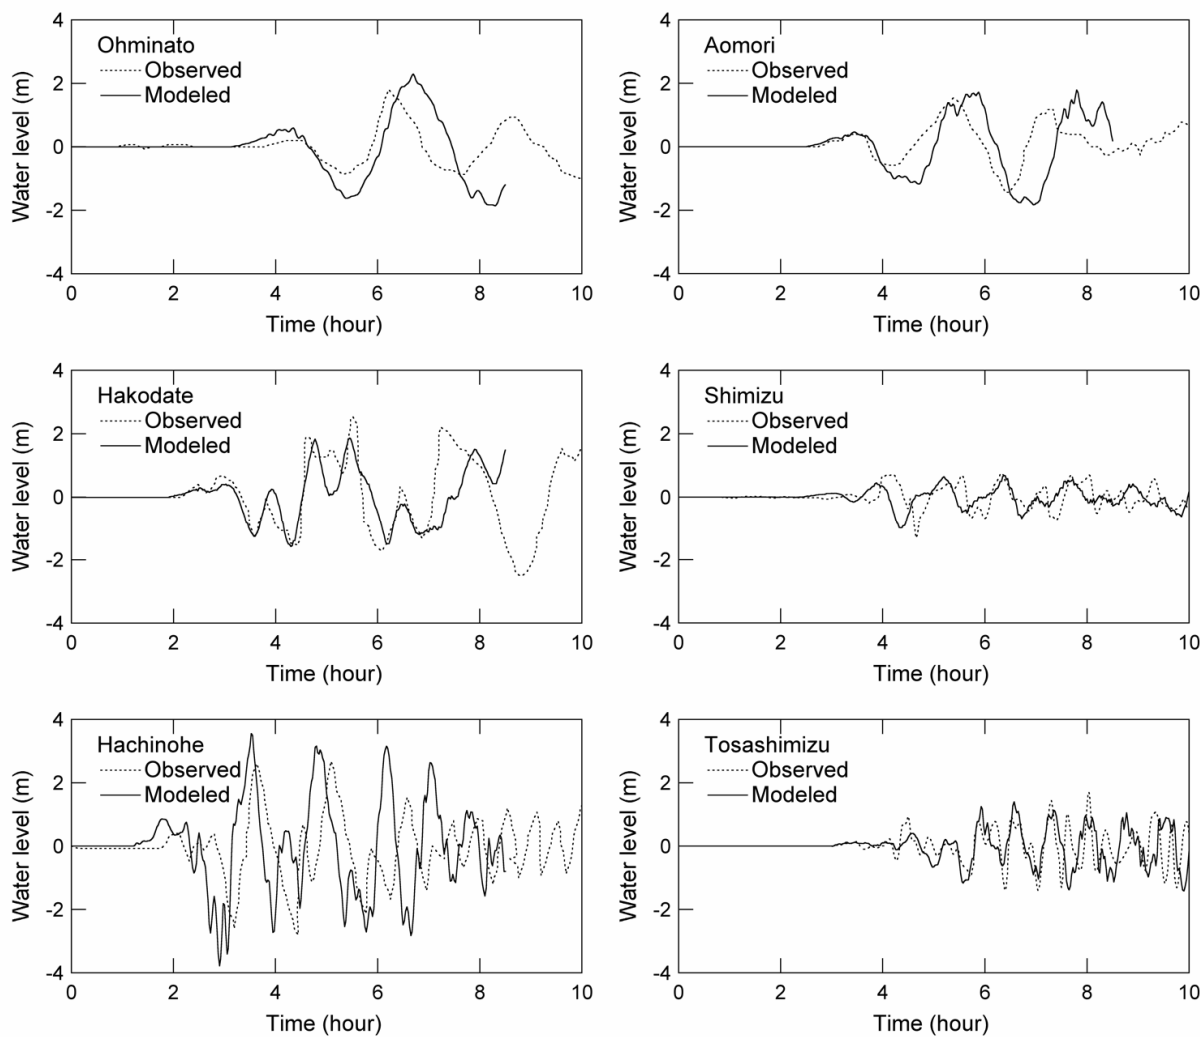 Ohminato
Observed
Modeled
Water level (m)
4
2
0
-2
-4
0 2 4 6 8 10
Time (hour)
Aomori
Observed
Modeled
Water level (m)
4
2
0
-2
-4
0 2 4 6 8 10
Time (hour)
Hakodate
Observed
Modeled
Water level (m)
4
2
0
-2
-4
0 2 4 6 8 10
Time (hour)
Shimizu
Observed
Modeled
Water level (m)
4
2
0
-2
-4
0 2 4 6 8 10
Time (hour)
Hachinohe
Observed
Modeled
Water level (m)
4
2
0
-2
-4
0 2 4 6 8 10
Time (hour)
Tosashimizu
Observed
Modeled
Water level (m)
4
2
0
-2
-4
0 2 4 6 8 10
Time (hour)